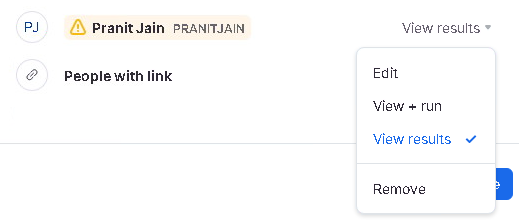 PJ Pranit Jain PRANITJAIN View results
People with link
Edit
View + run
View results
Remove